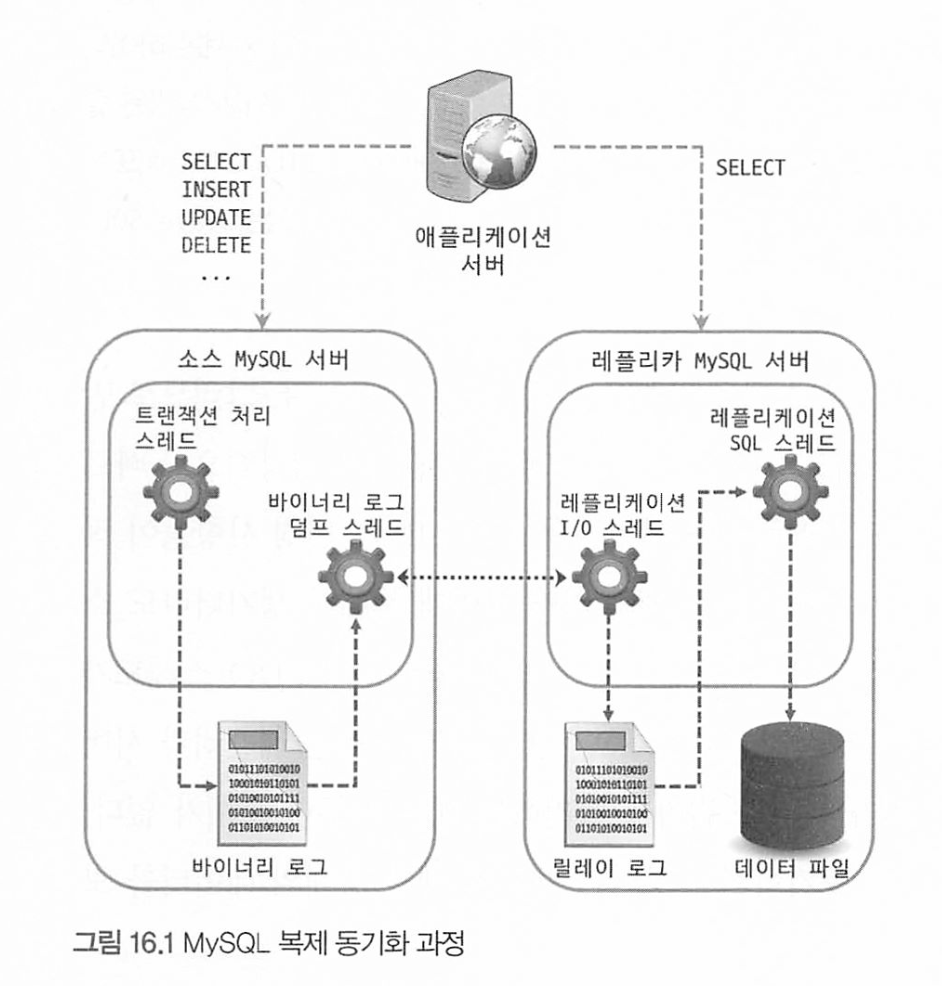 SELECT
INSERT
UPDATE
DELETE
...
SELECT
애플리케이션
서버
소스 MySQL 서버
트랜잭션 처리
스레드
바이너리 로그
덤프 스레드
01011101010010
10001010110101
01010010101111
01010010010100
01101010010101
바이너리 로그
레플리카 MySQL 서버
레플리케이션
SQL 스레드
레플리케이션
I/O 스레드
01011101010010
10001010110101
01010010101111
01010010010100
01101010010101
릴레이 로그
데이터 파일
그림 16.1 MySQL 복제 동기화 과정